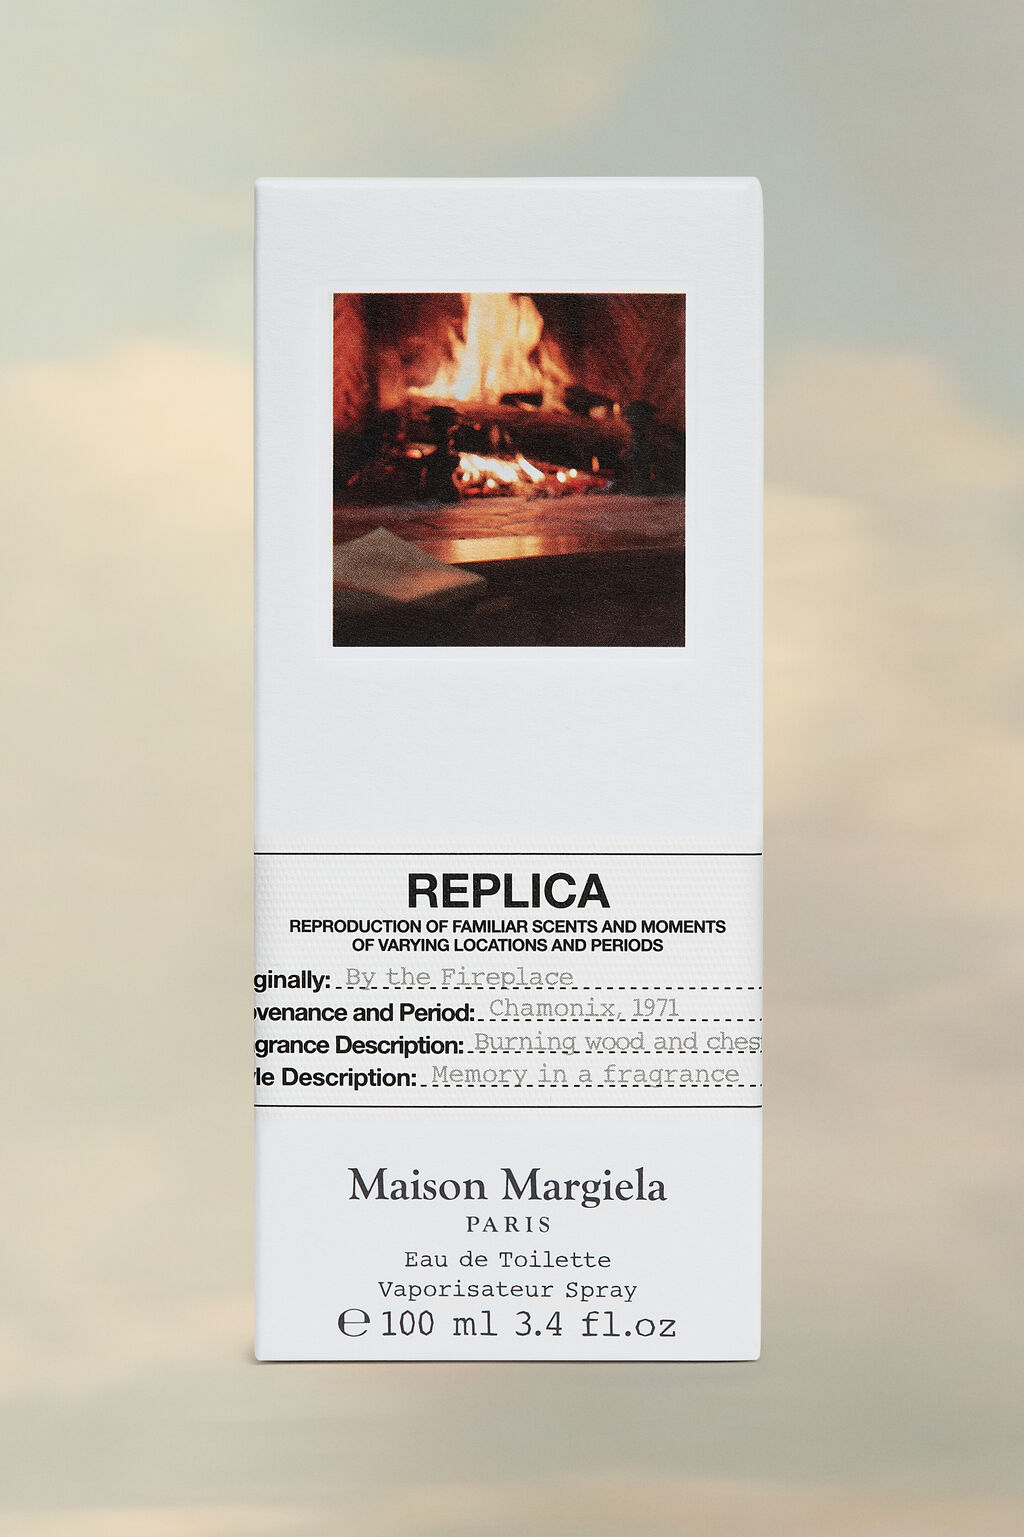 REPLICA
REPRODUCTION OF FAMILIAR SCENTS AND MOMENTS
OF VARYING LOCATIONS AND PERIODS
ginally: By the Fireplace
venance and Period: Chamonix, 1971
grance Description: Burning wood and ches
le Description: Memory in a fragrance
Maison Margiela
PARIS
Eau de Toilette
Vaporisateur Spray
℮ 100 ml 3.4 fl.oz